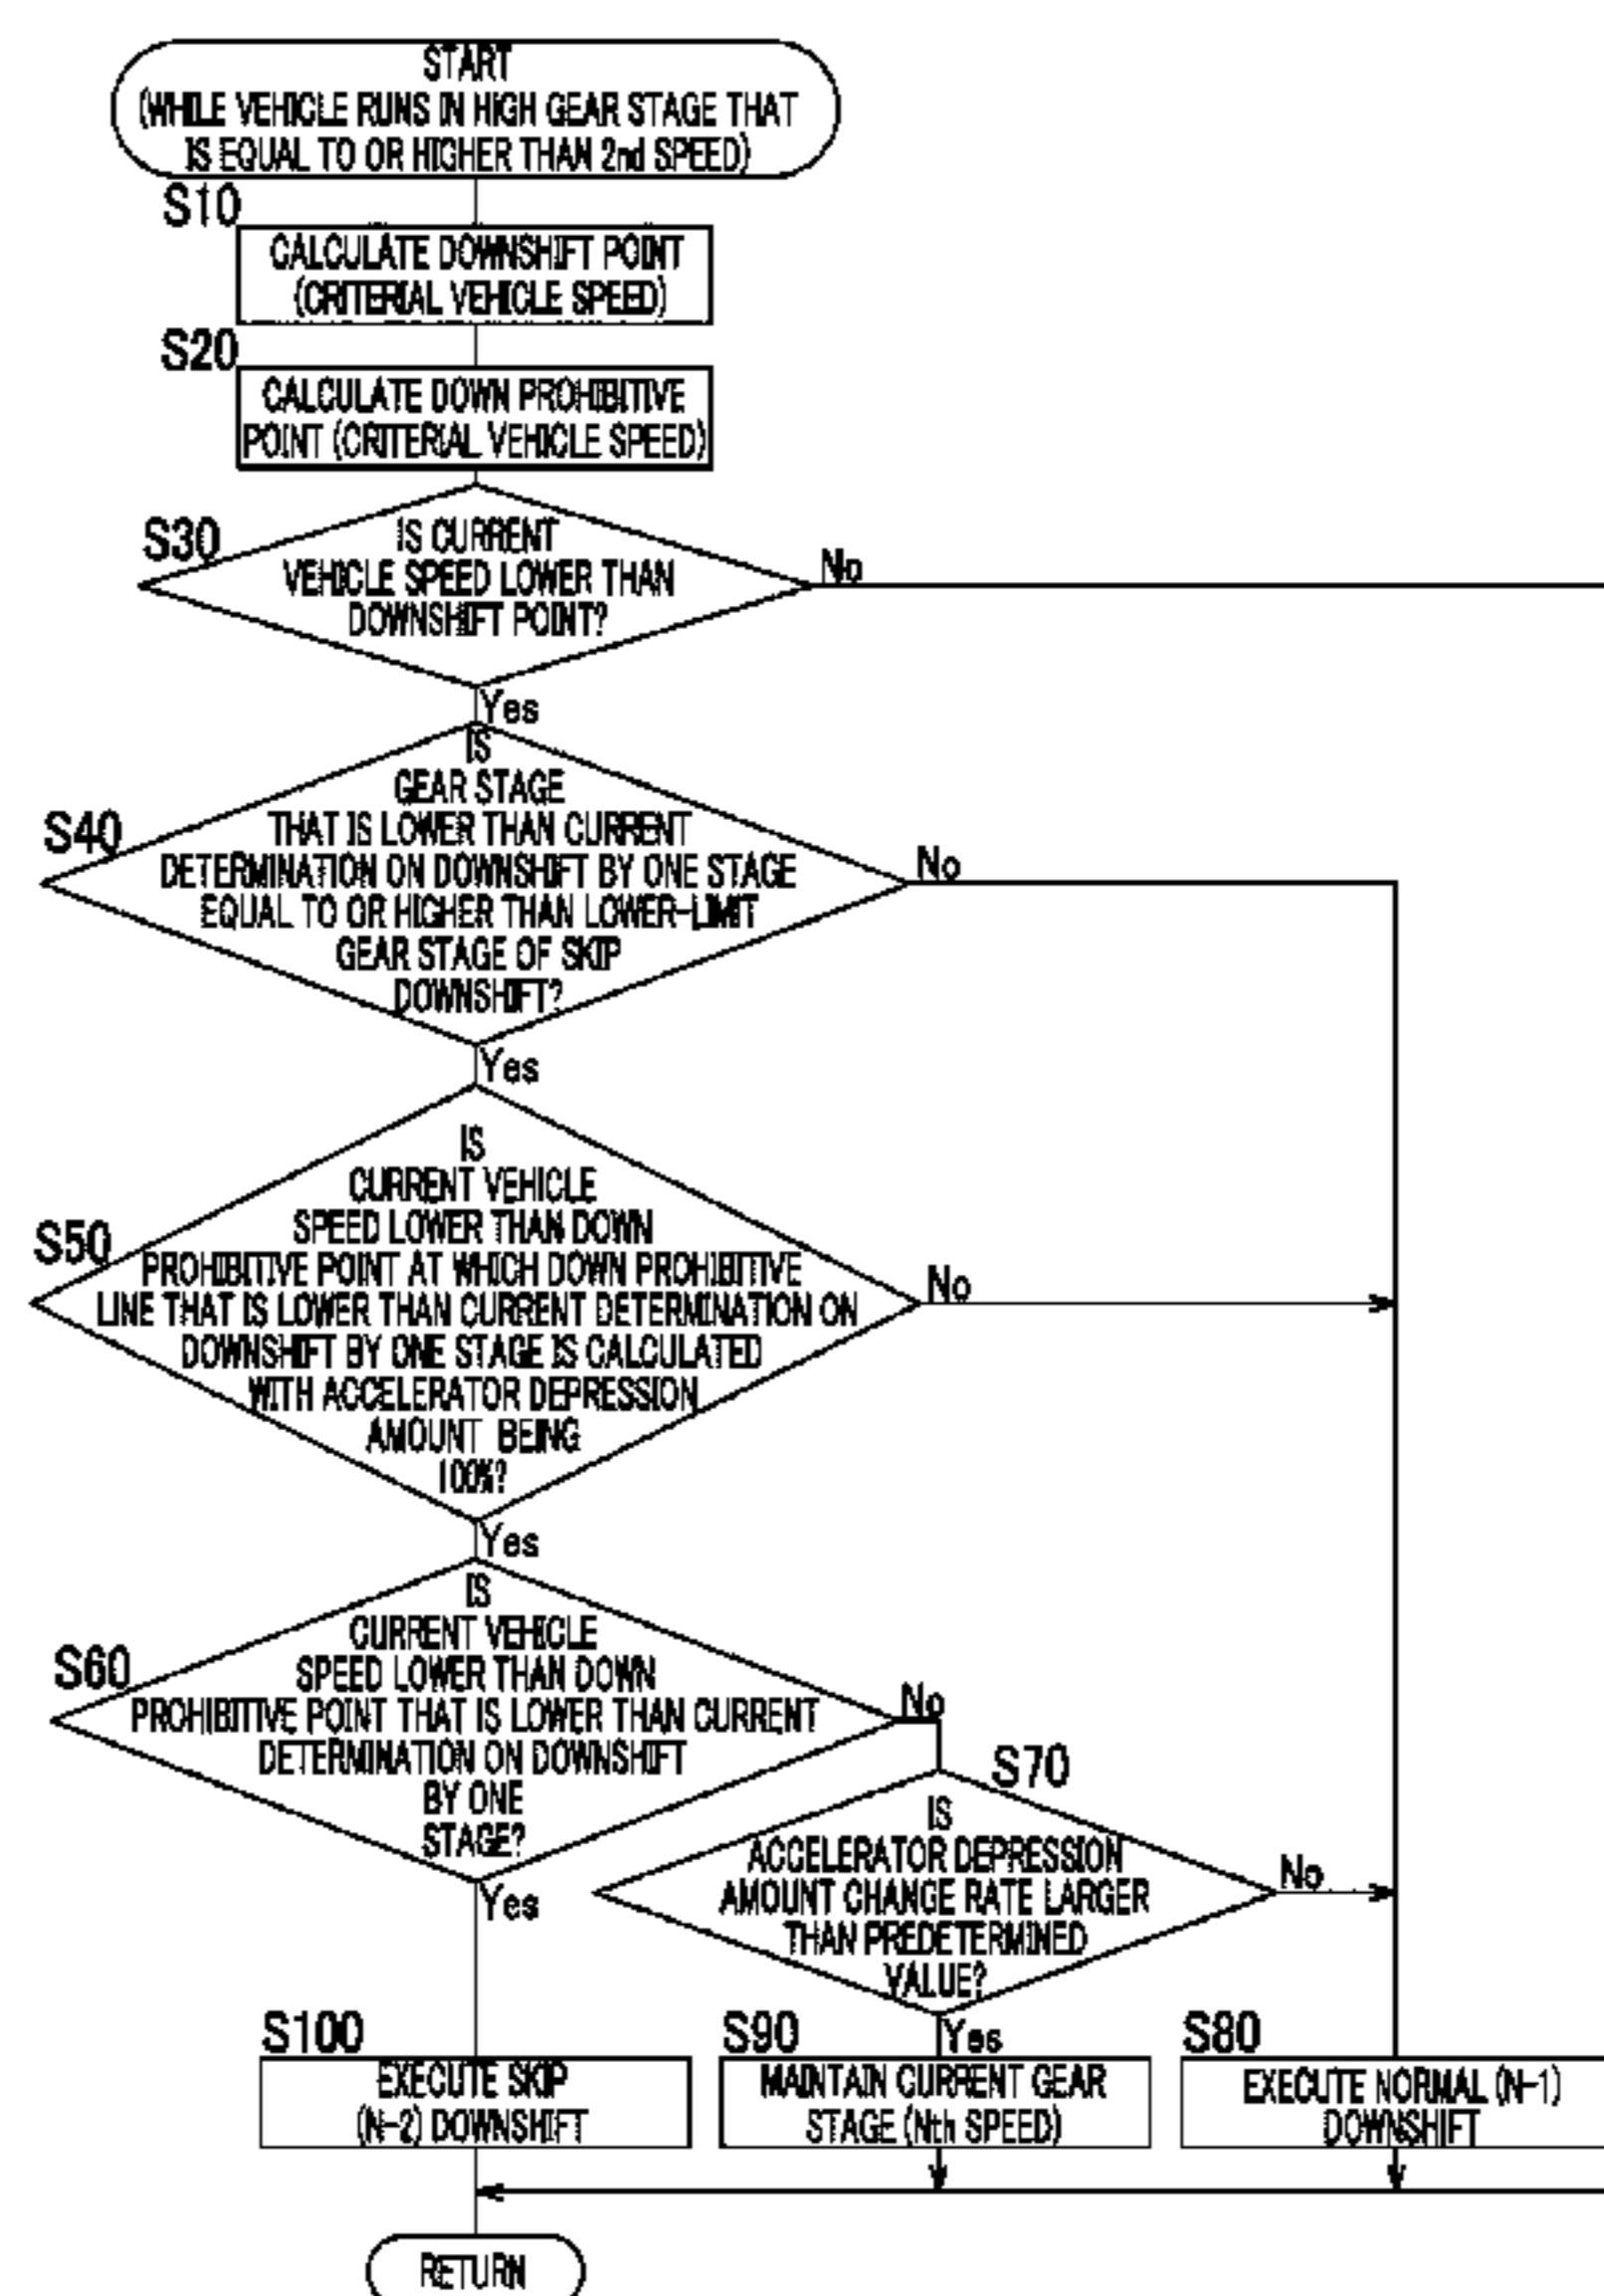 START
(WHILE VEHICLE RUNS IN HIGH GEAR STAGE THAT
IS EQUAL TO OR HIGHER THAN 2nd SPEED)
S10
CALCULATE DOWNSHIFT POINT
(CRITERIAL VEHICLE SPEED)
S20
CALCULATE DOWN PROHIBITIVE
POINT (CRITERIAL VEHICLE SPEED)
S30
IS CURRENT
VEHICLE SPEED LOWER THAN
DOWNSHIFT POINT?
No
Yes
S40
IS
GEAR STAGE
THAT IS LOWER THAN CURRENT
DETERMINATION ON DOWNSHIFT BY ONE STAGE
EQUAL TO OR HIGHER THAN LOWER-LIMIT
GEAR STAGE OF SKIP
DOWNSHIFT?
No
Yes
S50
IS
CURRENT VEHICLE
SPEED LOWER THAN DOWN
PROHIBITIVE POINT AT WHICH DOWN PROHIBITIVE
LINE THAT IS LOWER THAN CURRENT DETERMINATION ON
DOWNSHIFT BY ONE STAGE IS CALCULATED
WITH ACCELERATOR DEPRESSION
AMOUNT BEING
100%?
No
Yes
S60
IS
CURRENT VEHICLE
SPEED LOWER THAN DOWN
PROHIBITIVE POINT THAT IS LOWER THAN CURRENT
DETERMINATION ON DOWNSHIFT
BY ONE
STAGE?
No
Yes
S70
IS
ACCELERATOR DEPRESSION
AMOUNT CHANGE RATE LARGER
THAN PREDETERMINED
VALUE?
No
Yes
S100
EXECUTE SKIP
(N-2) DOWNSHIFT
S90
MAINTAIN CURRENT GEAR
STAGE (Nth SPEED)
S80
EXECUTE NORMAL (N-1)
DOWNSHIFT
RETURN